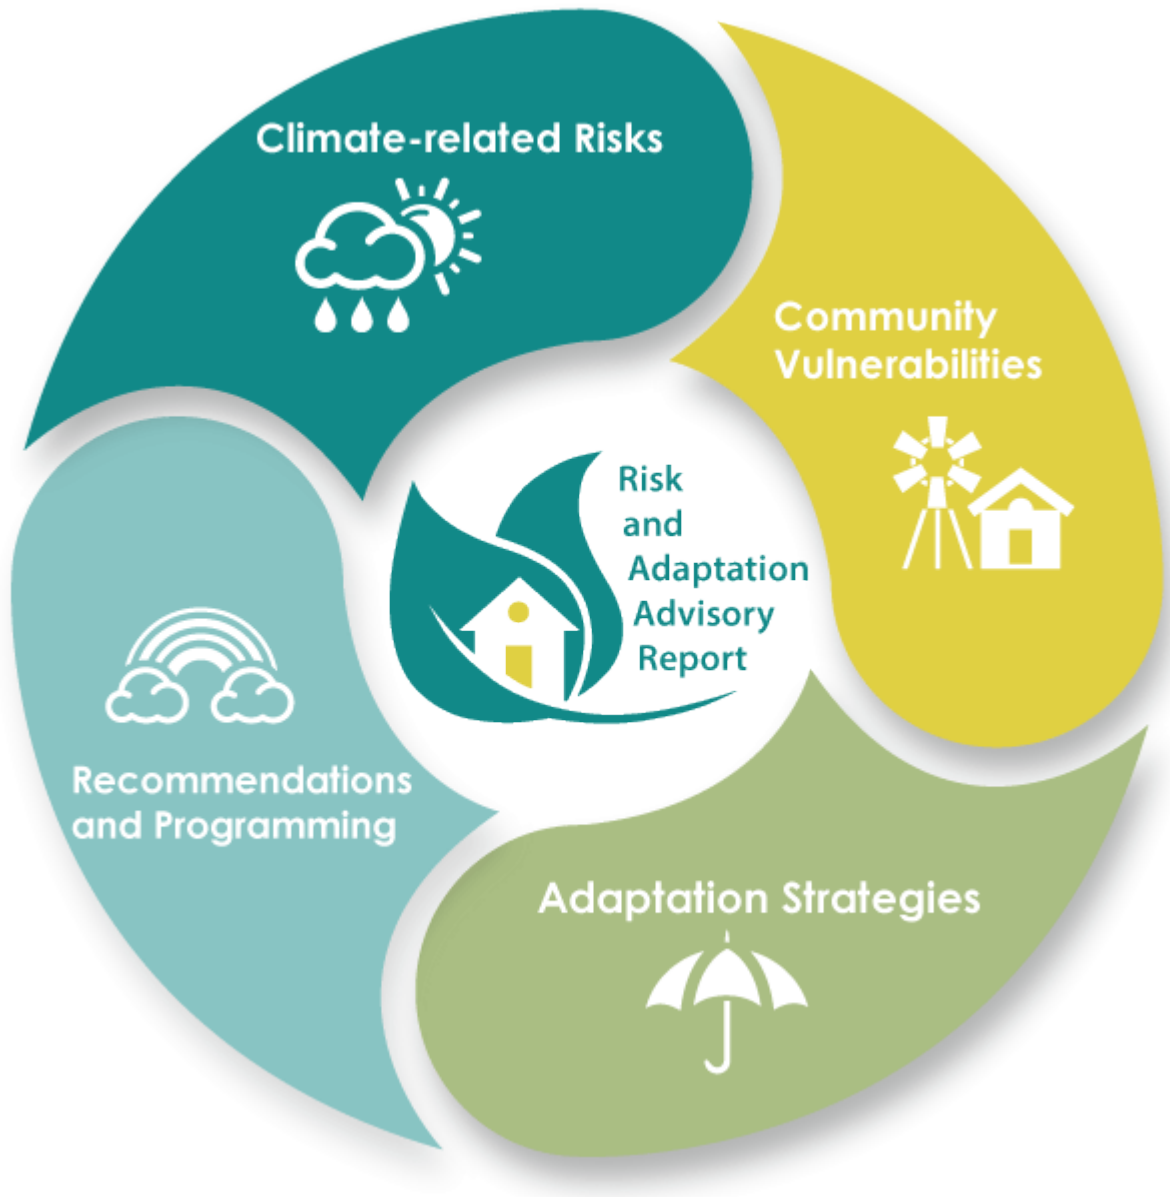 Climate-related Risks
Community
Vulnerabilities
Risk
and
Adaptation
Advisory
Report
Recommendations
and Programming
Adaptation Strategies